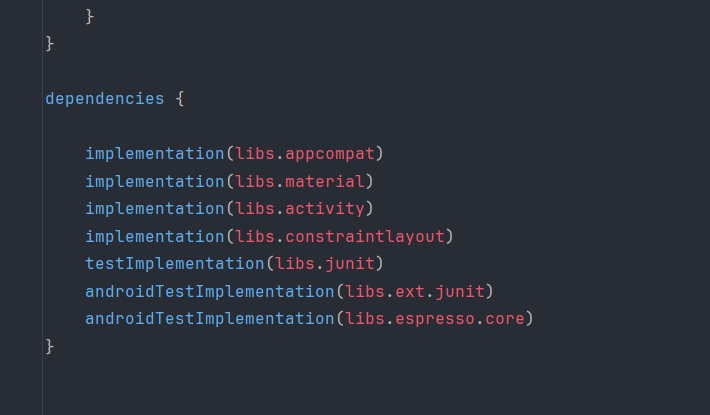 }
}
dependencies {
    implementation(libs.appcompat)
    implementation(libs.material)
    implementation(libs.activity)
    implementation(libs.constraintlayout)
    testImplementation(libs.junit)
    androidTestImplementation(libs.ext.junit)
    androidTestImplementation(libs.espresso.core)
}